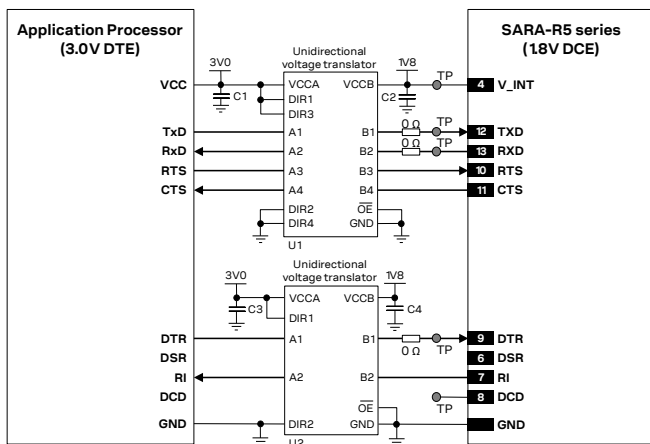 Application Processor
(3.0V DTE)
SARA-R5 series
(1.8V DCE)
Unidirectional
voltage translator
3V0
1V8
VCC
VCCA
VCCB
TP
4
V_INT
C1
DIR1
C2
DIR3
0 Ω
TP
TxD
A1
B1
12
TXD
0 Ω
TP
RxD
A2
B2
13
RXD
RTS
A3
B3
10
RTS
CTS
A4
B4
11
CTS
DIR2
OE
DIR4
GND
U1
Unidirectional
voltage translator
3V0
1V8
VCCA
VCCB
C3
DIR1
C4
DTR
A1
B1
9
DTR
0 Ω
TP
DSR
6
DSR
RI
A2
B2
7
RI
DCD
8
DCD
TP
OE
GND
DIR2
GND
GND
U2